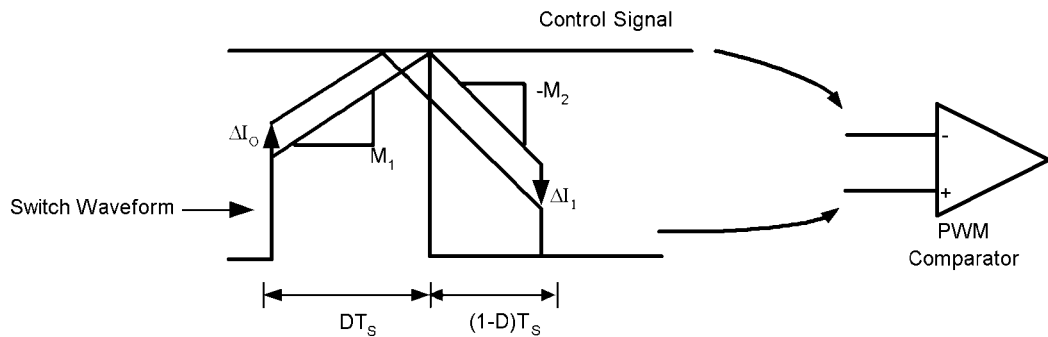 Control Signal
-M₂
ΔI₀
M₁
-
Switch Waveform
ΔI₁
+
PWM
Comparator
DTₛ
(1-D)Tₛ